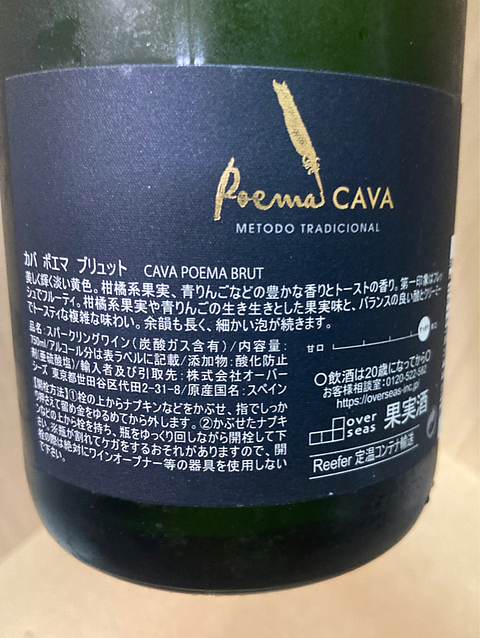 Poema CAVA
METODO TRADICIONAL
カバ ポエマ ブリュット CAVA POEMA BRUT
美しく輝く淡い黄色。柑橘系果実、青りんごなどの豊かな香りとトーストの香り。第一印象はフレッ
シュでフルーティ。柑橘系果実や青りんごの生き生きとした果実味と、バランスの良い酸とクリーミー
でトースティな複雑な味わい。余韻も長く、細かい泡が続きます。
品名:スパークリングワイン(炭酸ガス含有)/内容量:
750ml/アルコール分は表ラベルに記載/添加物:酸化防止
剤(亜硫酸塩)/輸入者及び引取先:株式会社オーバー
シーズ 東京都世田谷区代田2-31-8/原産国名:スペイン
【開栓方法】①栓の上からナプキンなどをかぶせ、指でしっか
り押さえて留め金をゆるめてから外します。②かぶせたナプキ
ンなどの上から栓を持ち、瓶をゆっくり回しながら開栓して下
さい。※瓶が割れてケガをするおそれがありますので、開
栓の際は絶対にワインオープナー等の器具を使用しない
で下さい。
甘口 辛口
〇飲酒は20歳になってから〇
お客様相談室:0120-522-582
https://overseas-inc.jp
over
seas 果実酒
Reefer 定温コンテナ輸送